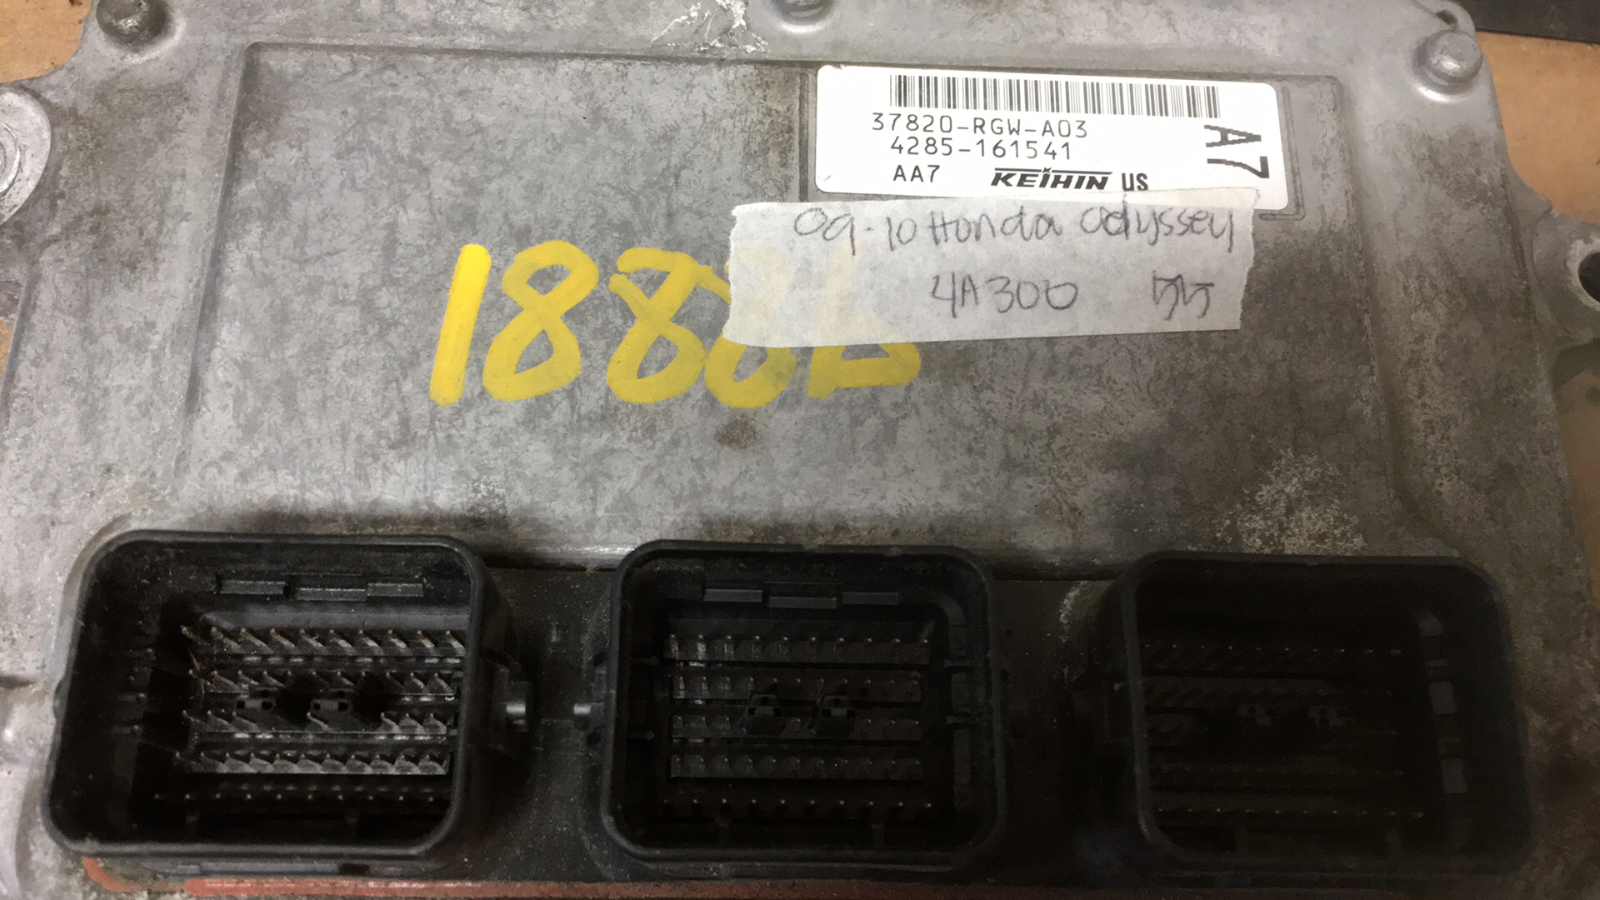 37820-RGW-A03
4285-161541
AA7 KEIHIN US
A7
09-10 Honda Odyssey
4A300